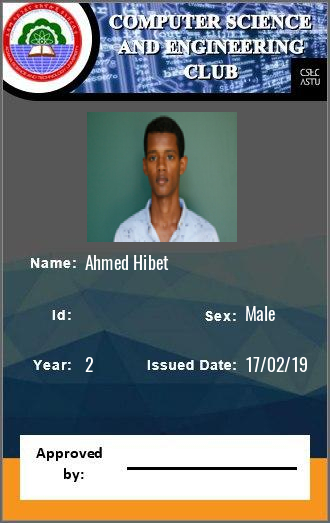 COMPUTER SCIENCE
AND ENGINEERING
CLUB
CSEC
ASTU
Name: Ahmed Hibet
Id:
Sex: Male
Year: 2
Issued Date: 17/02/19
Approved
by: